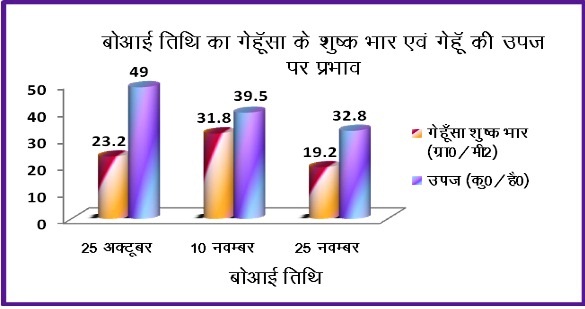 बोआई तिथि का गेहूॅसा के शुष्क भार एवं गेहूॅ की उपज
पर प्रभाव
50
40
30
20
10
0
23.2
49
31.8
39.5
19.2
32.8
25 अक्टूबर
10 नवम्बर
25 नवम्बर
बोआई तिथि
गेहूँसा शुष्क भार
(ग्रा0/मी2)
उपज (कु0/है0)